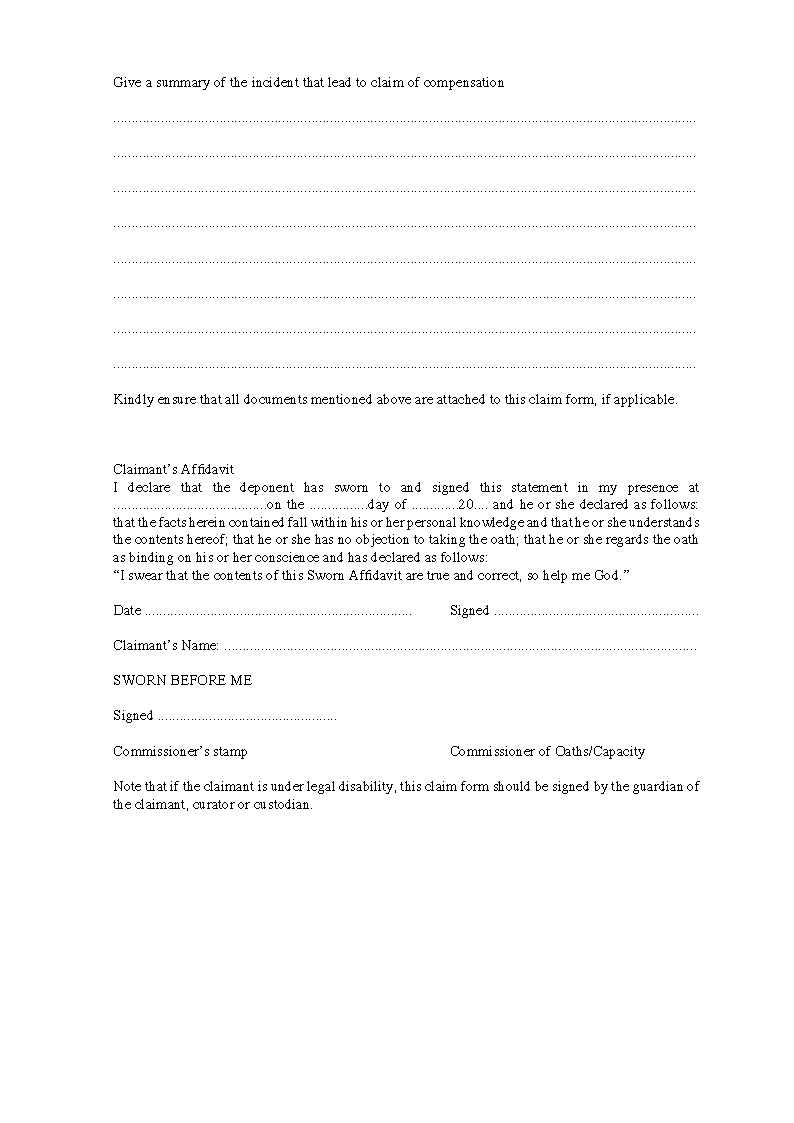 Give a summary of the incident that lead to claim of compensation
...............................................................................................................................................................
...............................................................................................................................................................
...............................................................................................................................................................
...............................................................................................................................................................
...............................................................................................................................................................
...............................................................................................................................................................
...............................................................................................................................................................
...............................................................................................................................................................
Kindly ensure that all documents mentioned above are attached to this claim form, if applicable.
Claimant’s Affidavit
I declare that the deponent has sworn to and signed this statement in my presence at
..........................................on the ................day of .............20.... and he or she declared as follows:
that the facts herein contained fall within his or her personal knowledge and that he or she understands
the contents hereof; that he or she has no objection to taking the oath; that he or she regards the oath
as binding on his or her conscience and has declared as follows:
“I swear that the contents of this Sworn Affidavit are true and correct, so help me God.”
Date ......................................................................... Signed ........................................................
Claimant’s Name: .................................................................................................................................
SWORN BEFORE ME
Signed .................................................
Commissioner’s stamp Commissioner of Oaths/Capacity
Note that if the claimant is under legal disability, this claim form should be signed by the guardian of
the claimant, curator or custodian.